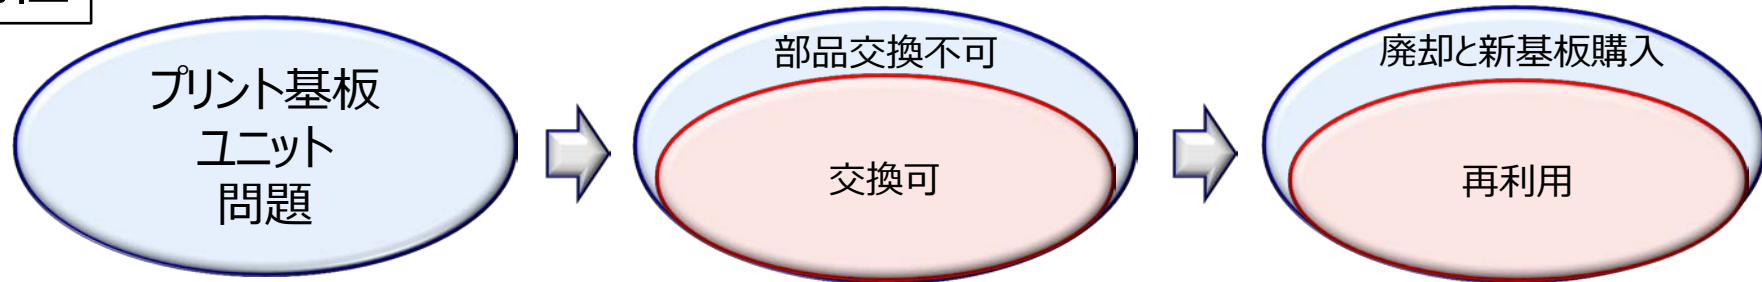 プリント基板
ユニット
問題
部品交換不可
交換可
廃却と新基板購入
再利用